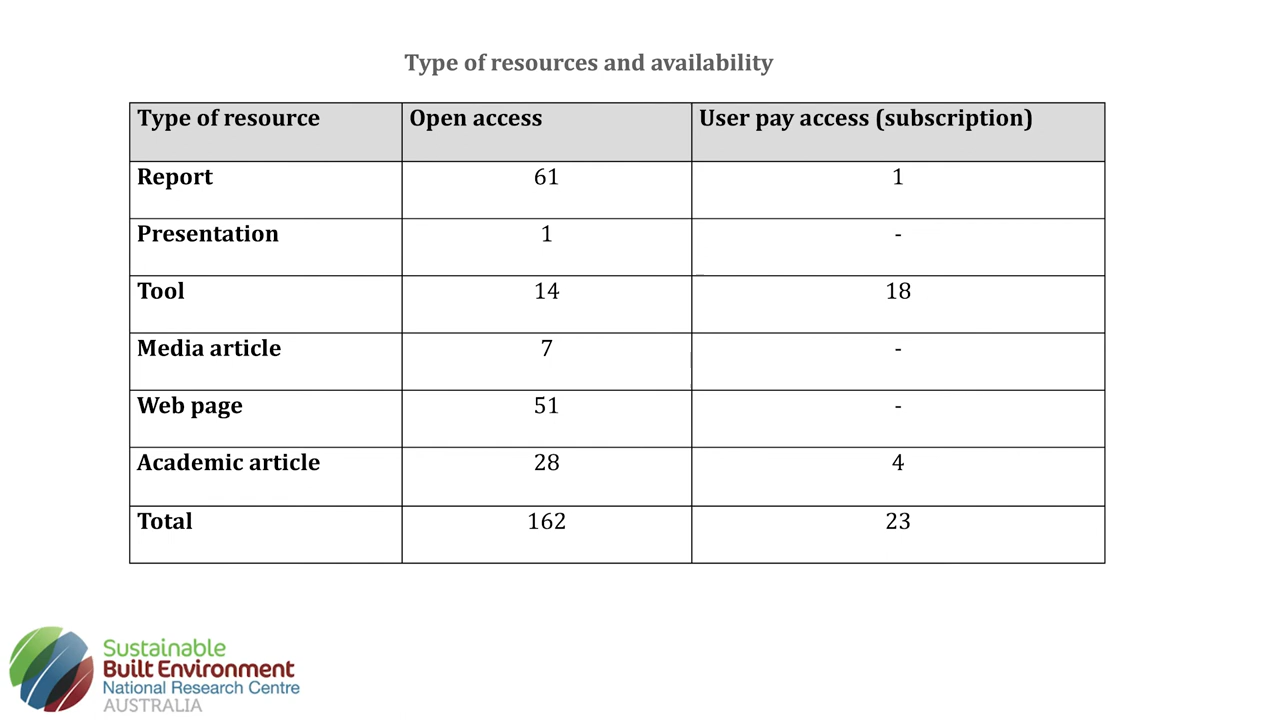 Type of resources and availability
Type of resource Open access User pay access (subscription)
Report 61 1
Presentation 1 -
Tool 14 18
Media article 7 -
Web page 51 -
Academic article 28 4
Total 162 23
Sustainable
Built Environment
National Research Centre
AUSTRALIA